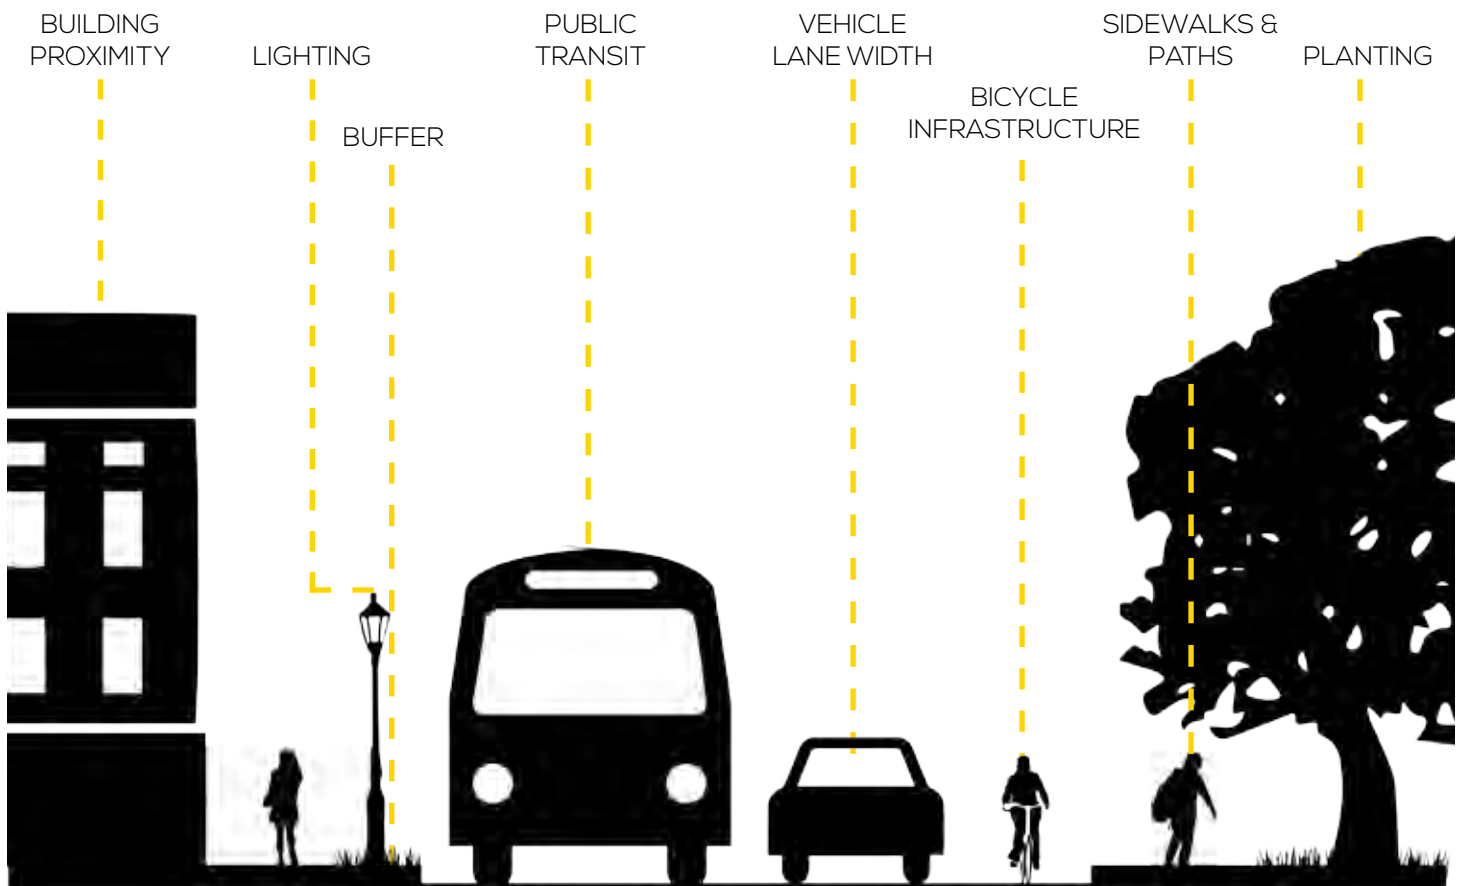 BUILDING
PROXIMITY
LIGHTING
BUFFER
PUBLIC
TRANSIT
VEHICLE
LANE WIDTH
BICYCLE
INFRASTRUCTURE
SIDEWALKS &
PATHS
PLANTING